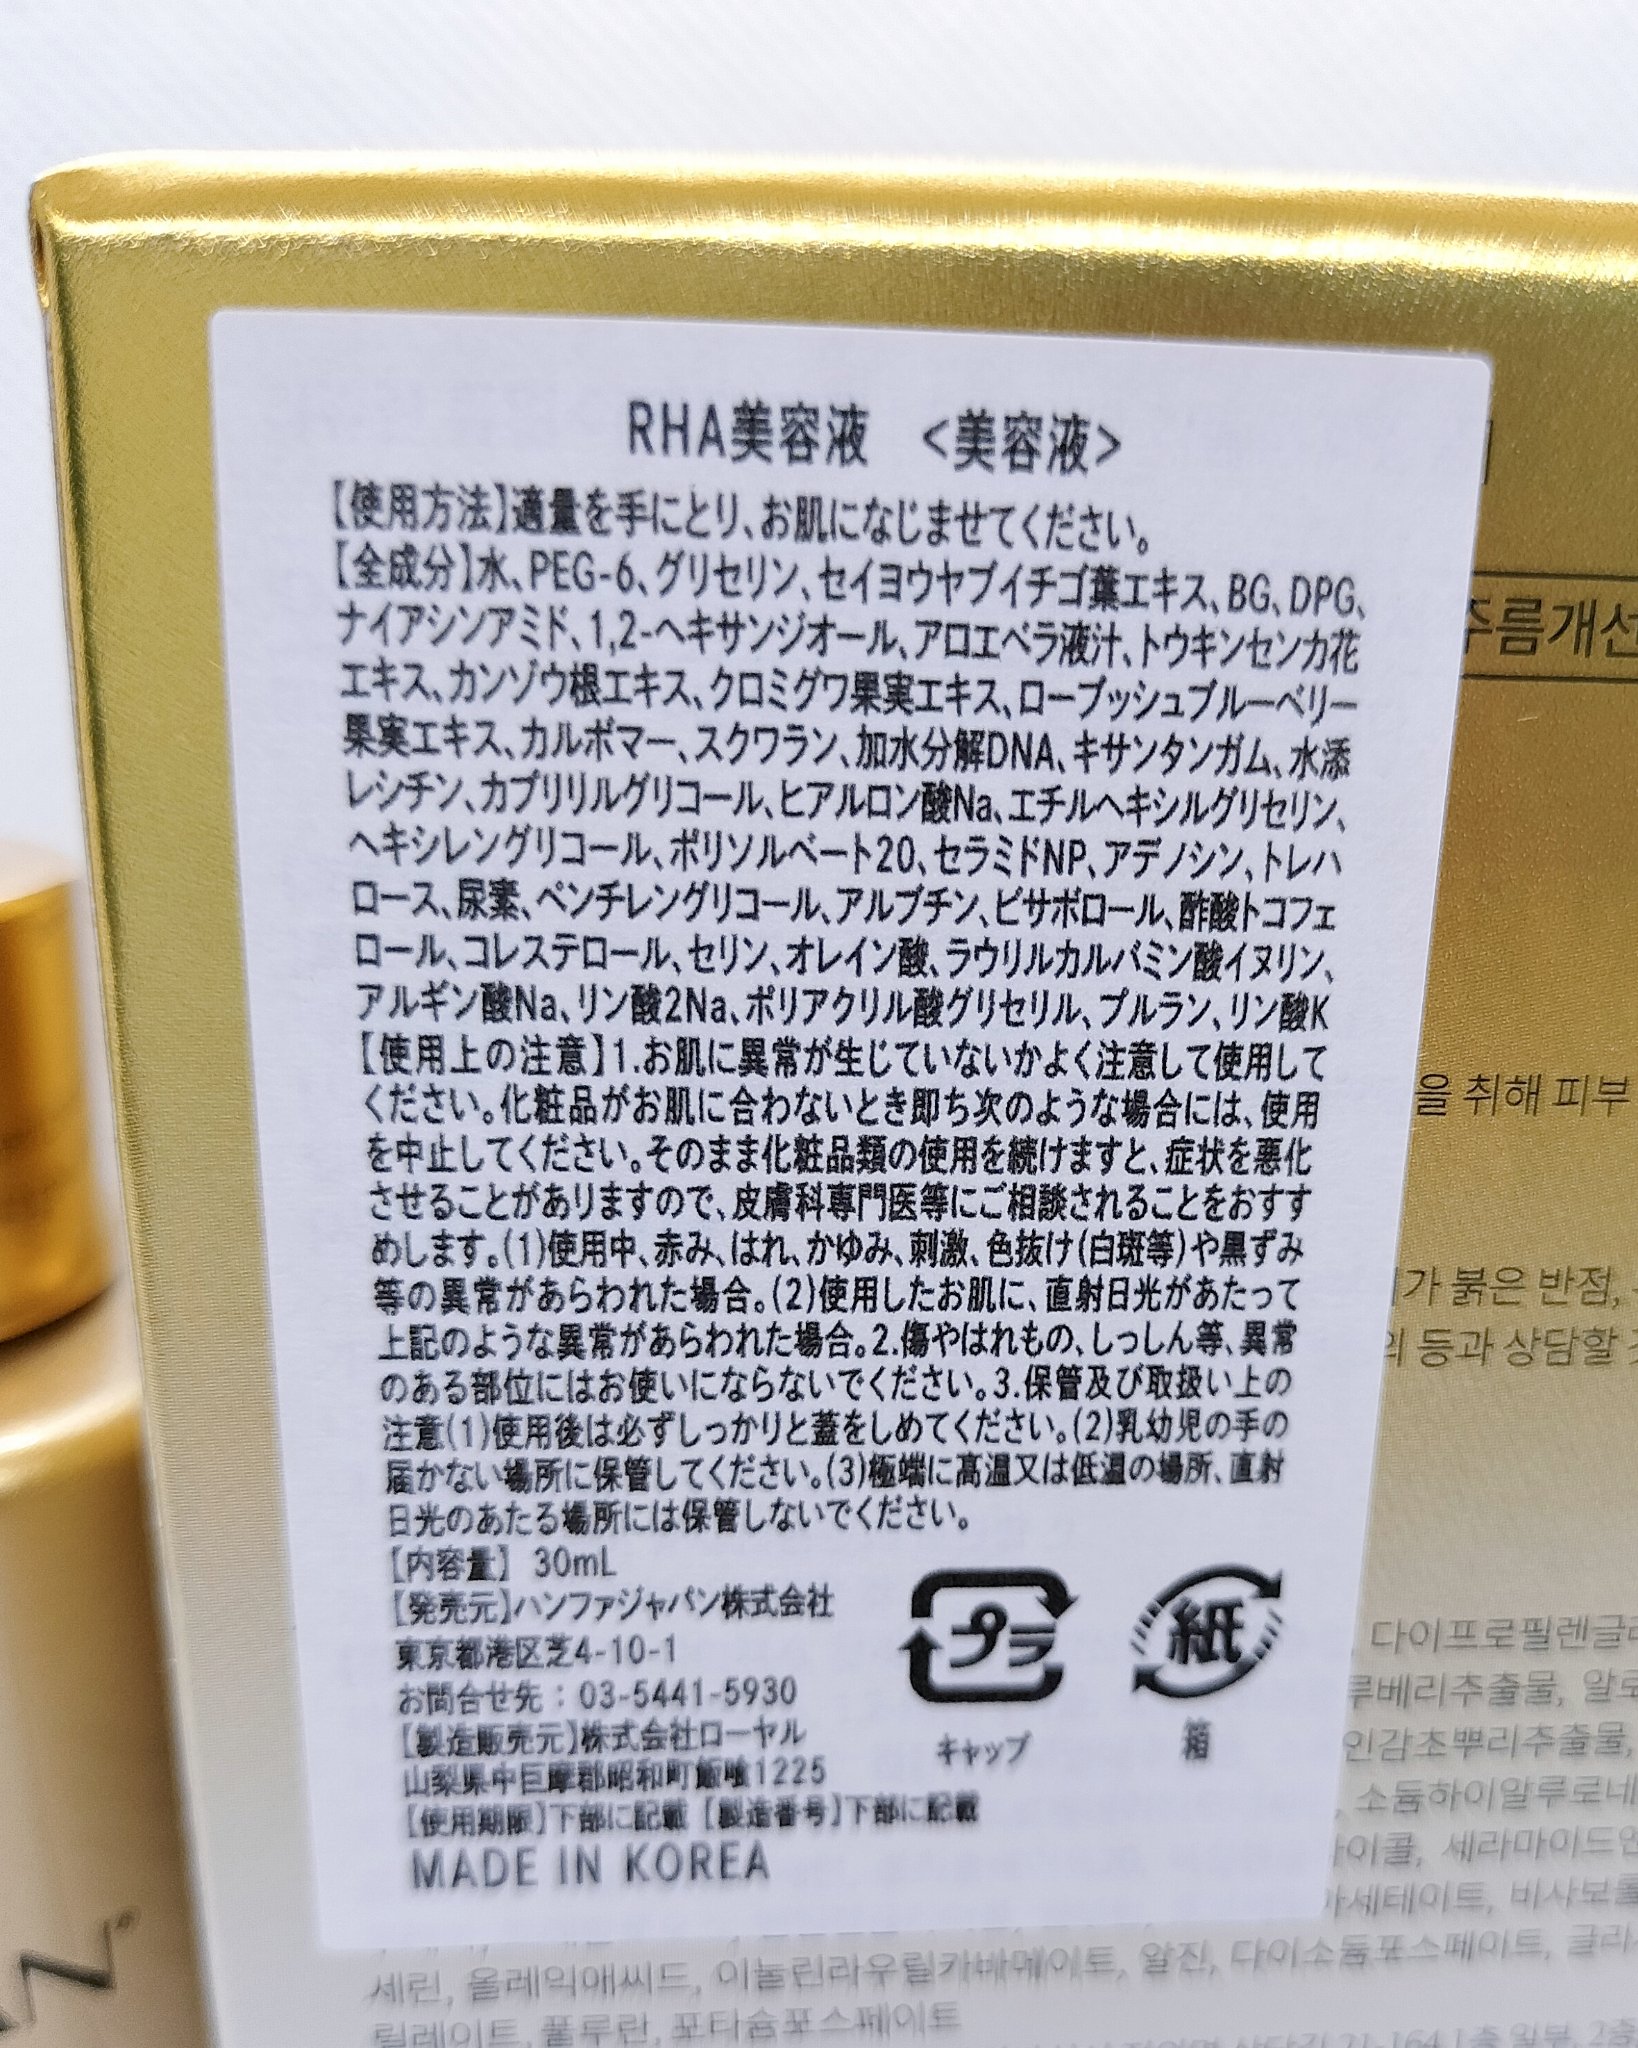 RHA美容液　<美容液>
【使用方法】適量を手にとり、お肌になじませてください。
【全成分】水、PEG-6、グリセリン、セイヨウヤブイチゴ葉エキス、BG、DPG、
ナイアシンアミド、1,2-ヘキサンジオール、アロエベラ液汁、トウキンセンカ花
エキス、カンゾウ根エキス、クロミグワ果実エキス、ローブッシュブルーベリー
果実エキス、カルボマー、スクワラン、加水分解DNA、キサンタンガム、水添
レシチン、カプリリルグリコール、ヒアルロン酸Na、エチルヘキシルグリセリン、
ヘキシレングリコール、ポリソルベート20、セラミドNP、アデノシン、トレハ
ロース、尿素、ペンチレングリコール、アルブチン、ビサボロール、酢酸トコフェ
ロール、コレステロール、セリン、オレイン酸、ラウリルカルバミン酸イヌリン、
アルギン酸Na、リン酸2Na、ポリアクリル酸グリセリル、プルラン、リン酸K
【使用上の注意】1.お肌に異常が生じていないかよく注意して使用して
ください。化粧品がお肌に合わないとき即ち次のような場合には、使用
を中止してください。そのまま化粧品類の使用を続けますと、症状を悪化
させることがありますので、皮膚科専門医等にご相談されることをおすす
めします。(1)使用中、赤み、はれ、かゆみ、刺激、色抜け(白斑等)や黒ずみ
等の異常があらわれた場合。(2)使用したお肌に、直射日光があたって
上記のような異常があらわれた場合。2.傷やはれもの、しっしん等、異常
のある部位にはお使いにならないでください。3.保管及び取扱い上の
注意(1)使用後は必ずしっかりと蓋をしめてください。(2)乳幼児の手の
届かない場所に保管してください。(3)極端に高温又は低温の場所、直射
日光のあたる場所には保管しないでください。
【内容量】 30mL
【発売元】ハンファジャパン株式会社
東京都港区芝4-10-1
お問合せ先：03-5441-5930
【製造販売元】株式会社ローヤル
山梨県中巨摩郡昭和町飯喰1225
【使用期限】下部に記載【製造番号】下部に記載
MADE IN KOREA
プラ
キャップ
紙
箱
주름개선
을 취해 피부
가 붉은 반점,
의 등과 상담할
다이프로필렌글
루베리추출물, 알로
인감초뿌리추출물,
소듐하이알루로네
이콜, 세라마이드엔
아세테이트, 비사보롤
세린, 올레익애씨드, 이눌린라우릴카바메이트, 알진, 다이소듐포스페이트, 글리
릴레이트, 풀루란, 포타슘포스페이트